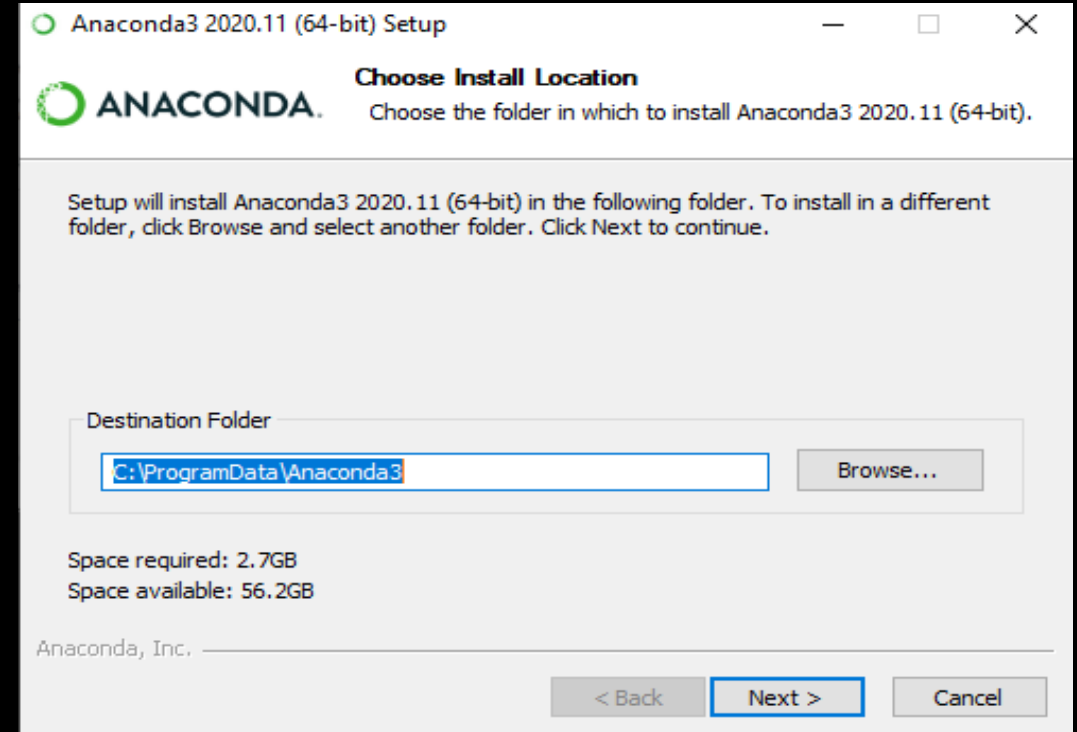 Anaconda3 2020.11 (64-bit) Setup
ANACONDA.
Choose Install Location
Choose the folder in which to install Anaconda3 2020.11 (64-bit).
Setup will install Anaconda3 2020.11 (64-bit) in the following folder. To install in a different
folder, click Browse and select another folder. Click Next to continue.
Destination Folder
C:\ProgramData\Anaconda3
Browse...
Space required: 2.7GB
Space available: 56.2GB
Anaconda, Inc.
< Back
Next >
Cancel